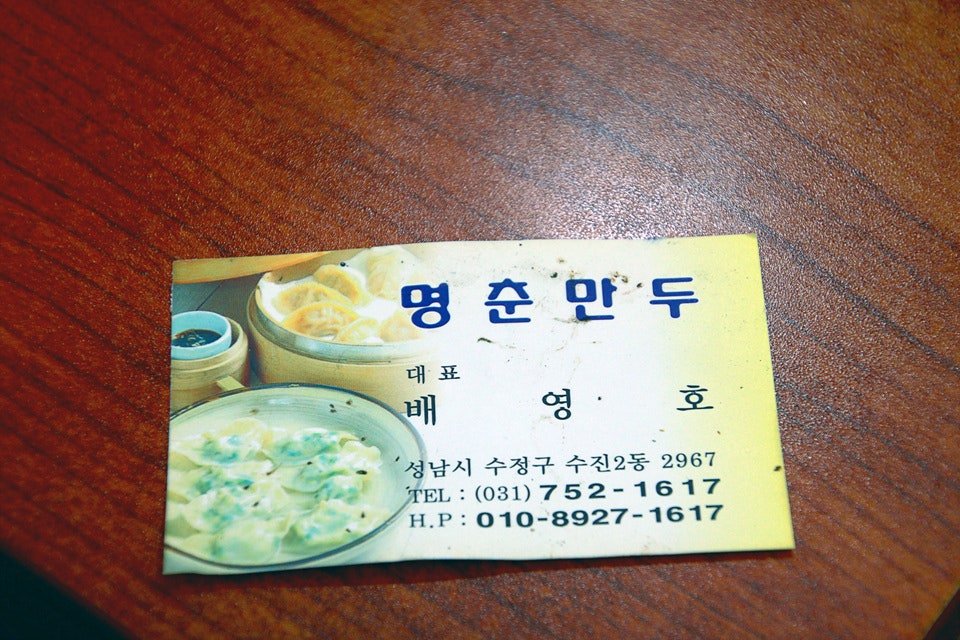 명춘만두
대표
배영호
성남시 수정구 수진2동 2967
TEL : (031) 752-1617
H.P : 010-8927-1617